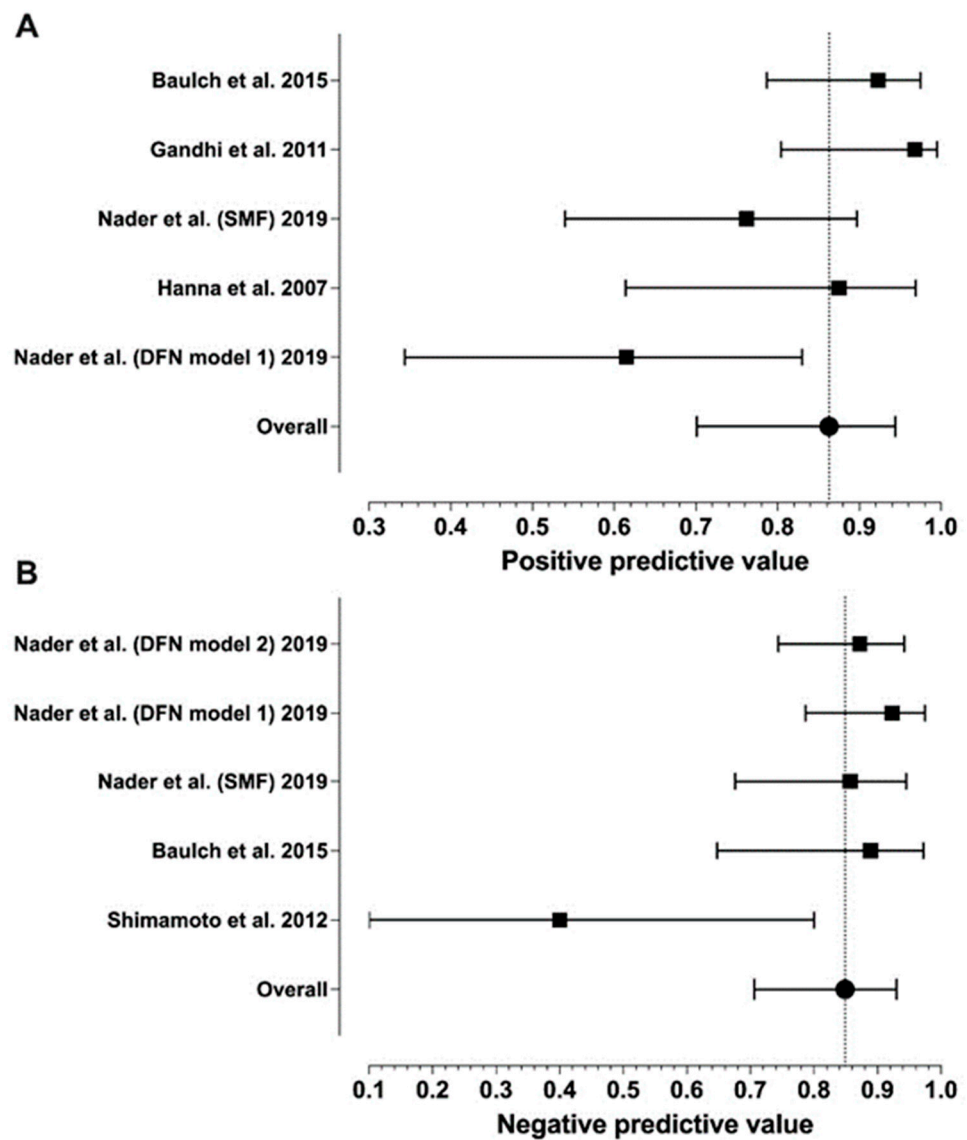 A
Baulch et al. 2015
Gandhi et al. 2011
Nader et al. (SMF) 2019
Hanna et al. 2007
Nader et al. (DFN model 1) 2019
Overall
0.3 0.4 0.5 0.6 0.7 0.8 0.9 1.0
Positive predictive value
B
Nader et al. (DFN model 2) 2019
Nader et al. (DFN model 1) 2019
Nader et al. (SMF) 2019
Baulch et al. 2015
Shimamoto et al. 2012
Overall
0.1 0.2 0.3 0.4 0.5 0.6 0.7 0.8 0.9 1.0
Negative predictive value